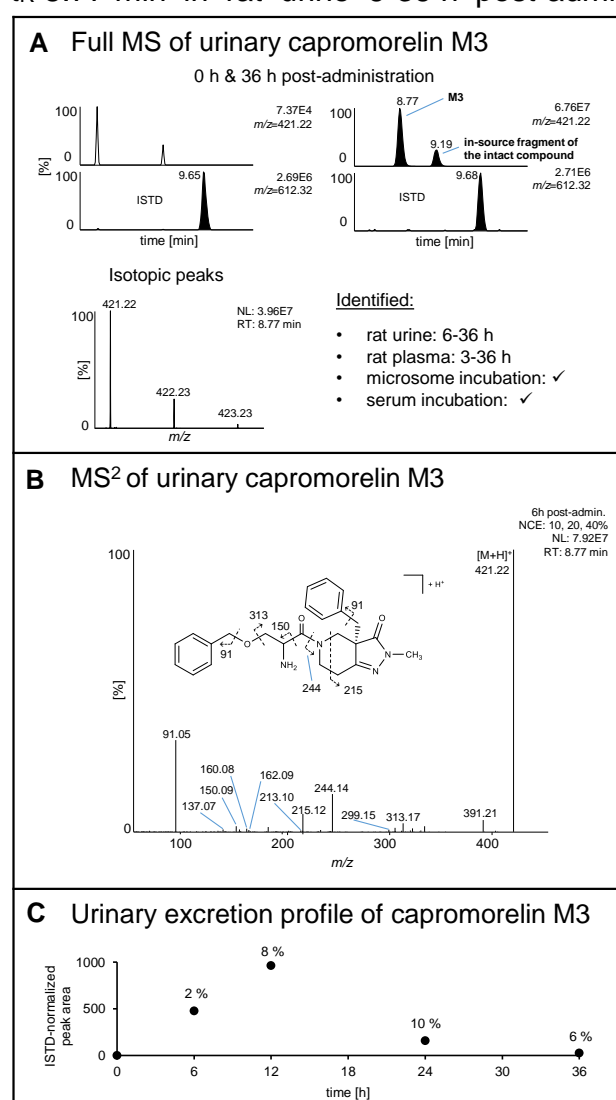 A Full MS of urinary capromorelin M3
0 h & 36 h post-administration
100
7.37E4
m/z=421.22
0
[%]
9.65
2.69E6
m/z=612.32
100
ISTD
0
time [min]
8.77
M3
6.76E7
m/z=421.22
100
9.19
in-source fragment of
the intact compound
0
9.68
2.71E6
m/z=612.32
100
ISTD
0
time [min]
Isotopic peaks
421.22
NL: 3.96E7
RT: 8.77 min
100
[%]
422.23
423.23
0
m/z
Identified:
• rat urine: 6-36 h
• rat plasma: 3-36 h
• microsome incubation: ✓
• serum incubation: ✓
B MS² of urinary capromorelin M3
6h post-admin.
NCE: 10, 20, 40%
NL: 7.92E7
RT: 8.77 min
100
[M+H]⁺
421.22
+ H⁺
91
313
150
O
O
O
N
N
CH₃
91
NH₂
N
244
215
[%]
91.05
160.08
162.09
150.09
213.10
244.14
137.07
215.12
299.15
313.17
391.21
0
100
200
300
400
m/z
C Urinary excretion profile of capromorelin M3
ISTD-normalized
peak area
1000
500
0
2 %
8 %
10 %
6 %
0
6
12
18
24
30
36
time [h]